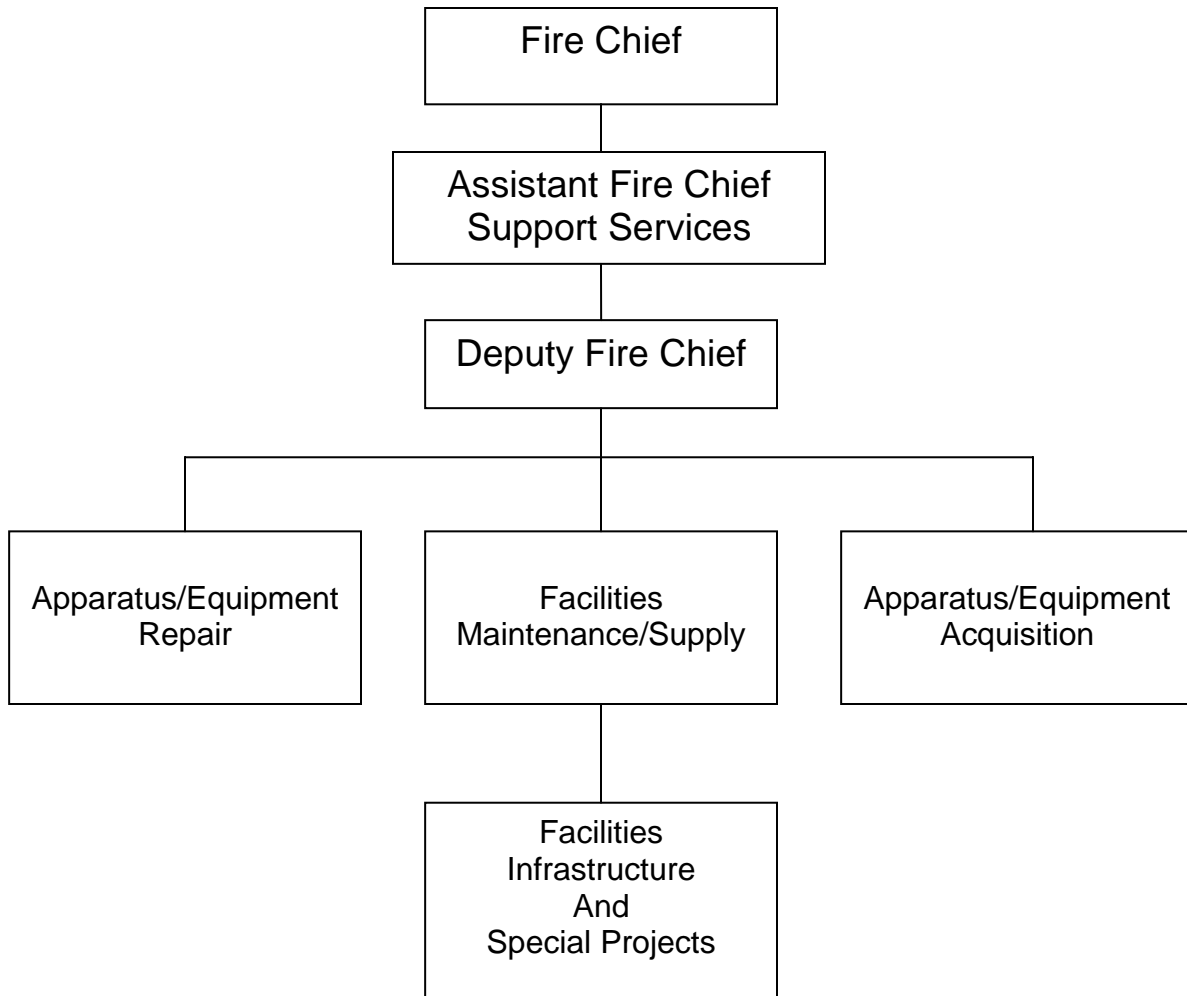 Fire Chief
Assistant Fire Chief
Support Services
Deputy Fire Chief
Apparatus/Equipment
Repair
Facilities
Maintenance/Supply
Apparatus/Equipment
Acquisition
Facilities
Infrastructure
And
Special Projects